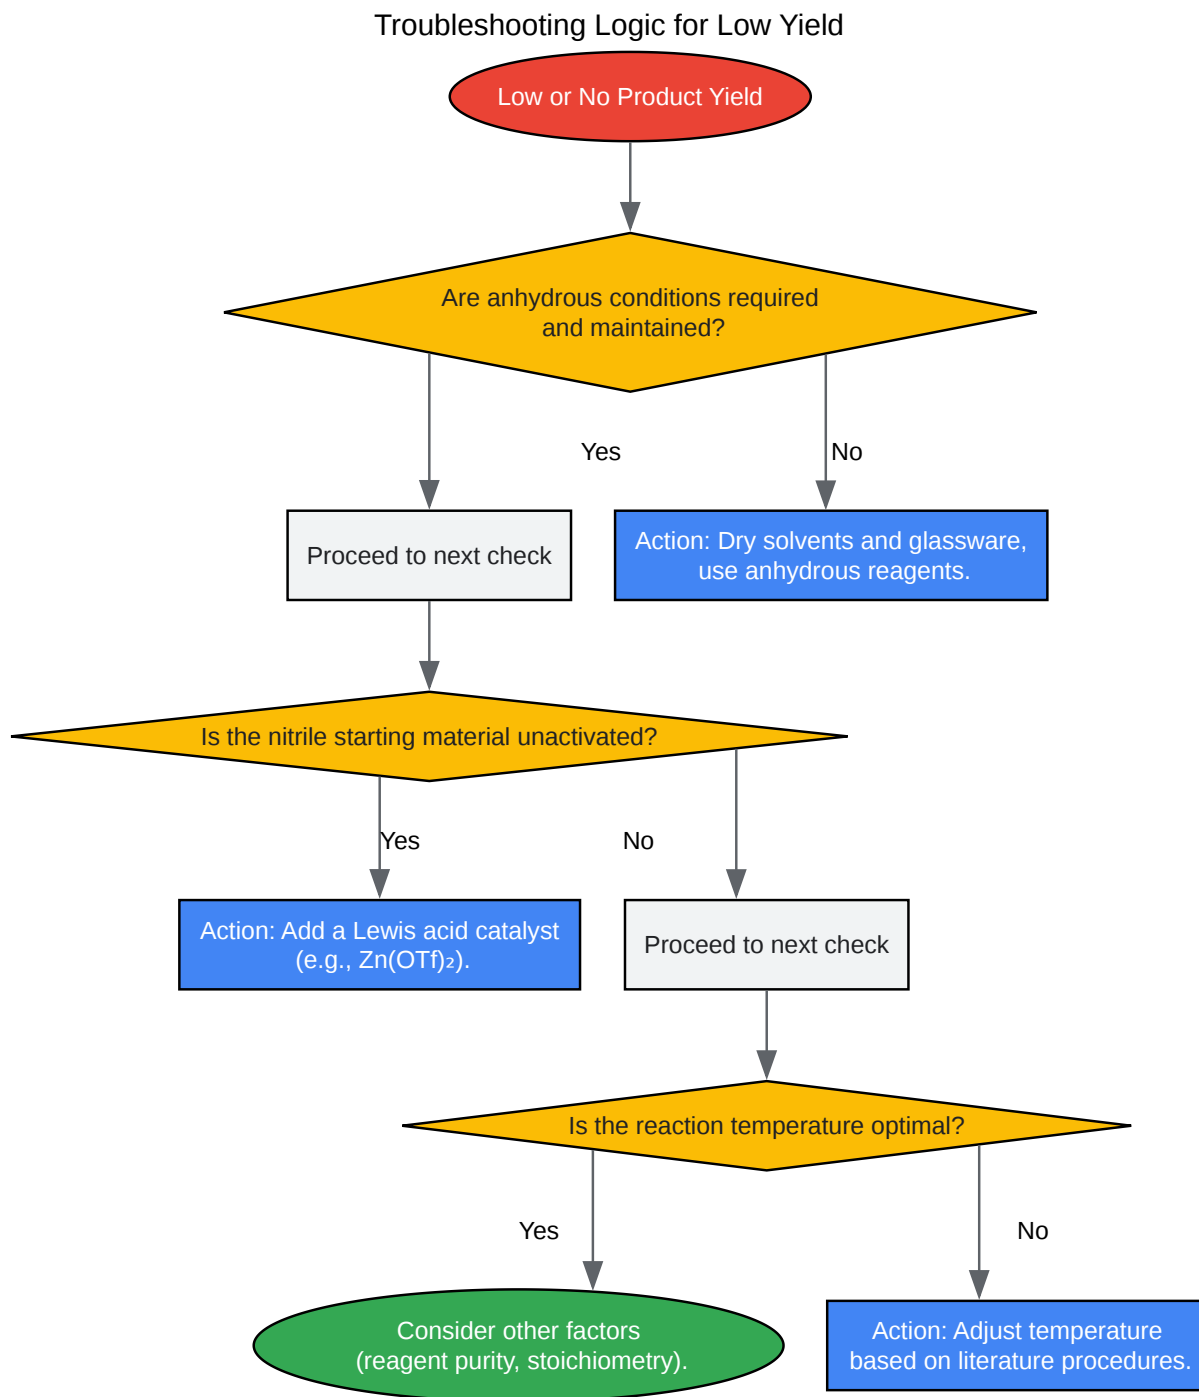 Troubleshooting Logic for Low Yield
Low or No Product Yield
Are anhydrous conditions required
and maintained?
Yes
No
Proceed to next check
Action: Dry solvents and glassware,
use anhydrous reagents.
Is the nitrile starting material unactivated?
Yes
No
Action: Add a Lewis acid catalyst
(e.g., Zn(OTf)₂).
Proceed to next check
Is the reaction temperature optimal?
Yes
No
Consider other factors
(reagent purity, stoichiometry).
Action: Adjust temperature
based on literature procedures.